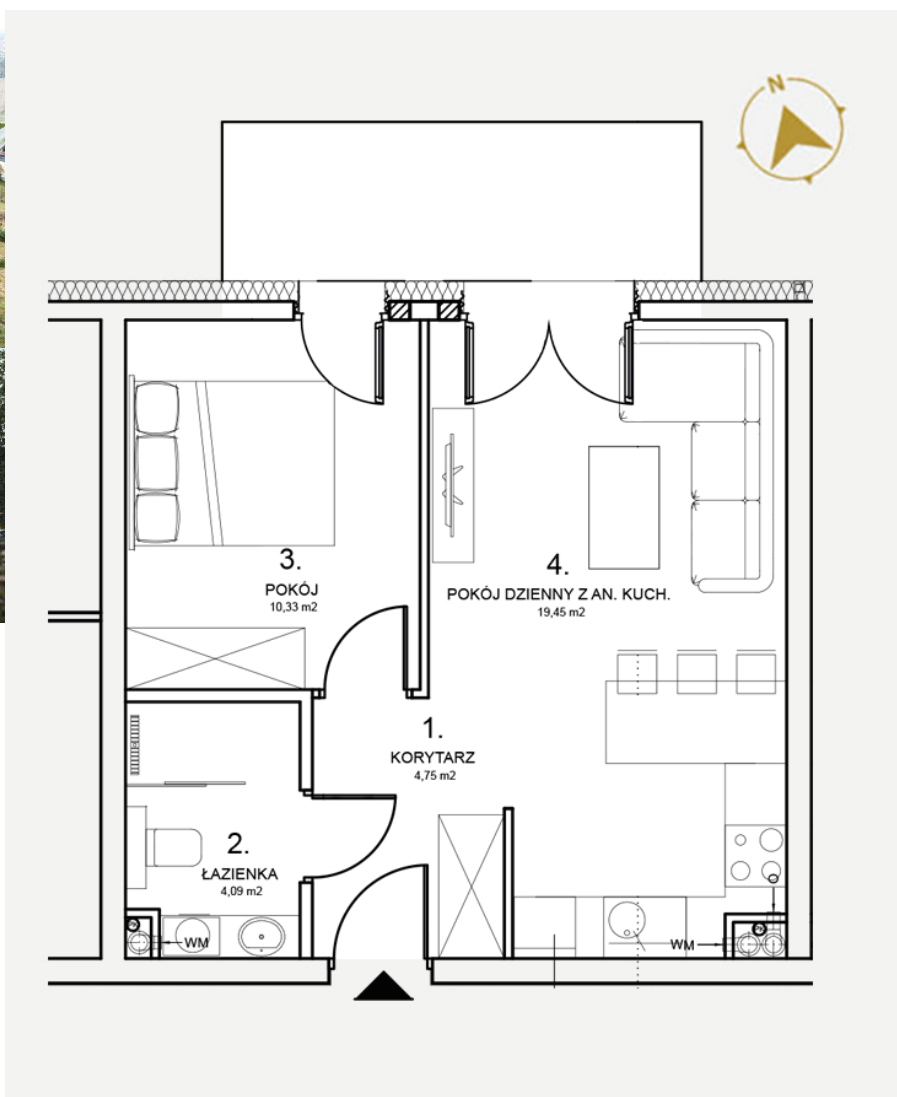 N
3.
POKÓJ
10,33 m2
4.
POKÓJ DZIENNY Z AN. KUCH.
19,45 m2
1.
KORYTARZ
4,75 m2
2.
ŁAZIENKA
4,09 m2
WM
WM